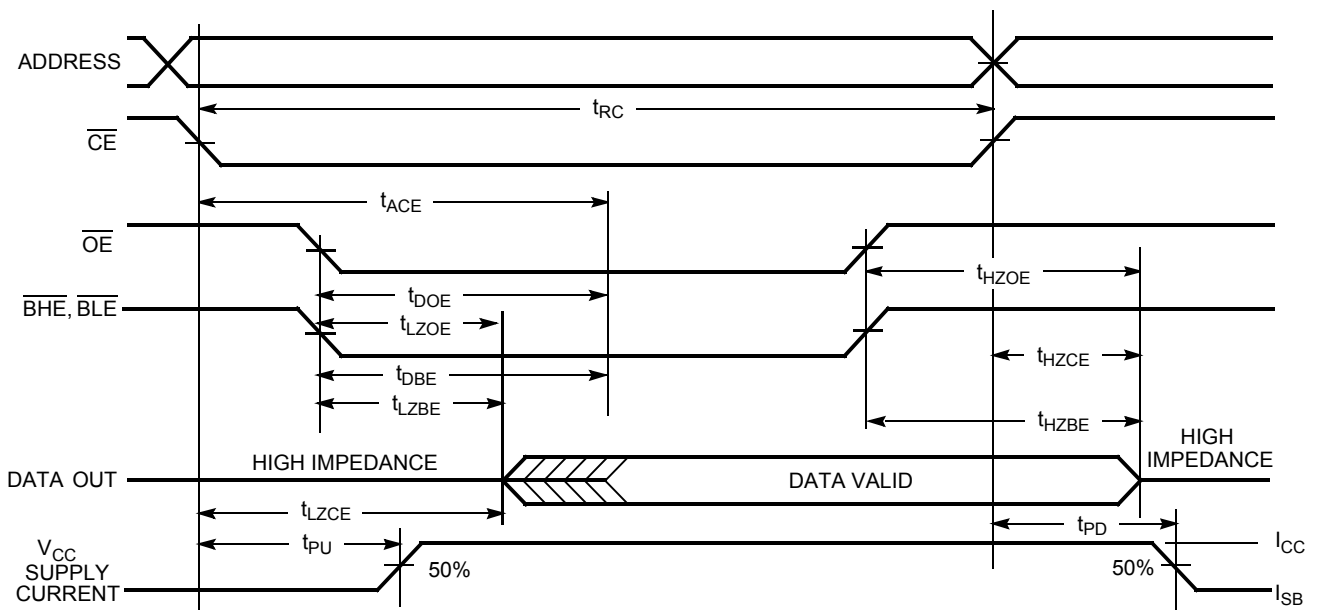 ADDRESS
tRC
CE
tACE
OE
tHZOE
tDOE
BHE, BLE
tLZOE
tHZCE
tDBE
tLZBE
tHZBE
HIGH
IMPEDANCE
HIGH IMPEDANCE
DATA OUT
DATA VALID
tLZCE
tPD
tPU
VCC
SUPPLY
CURRENT
50%
50%
ICC
ISB